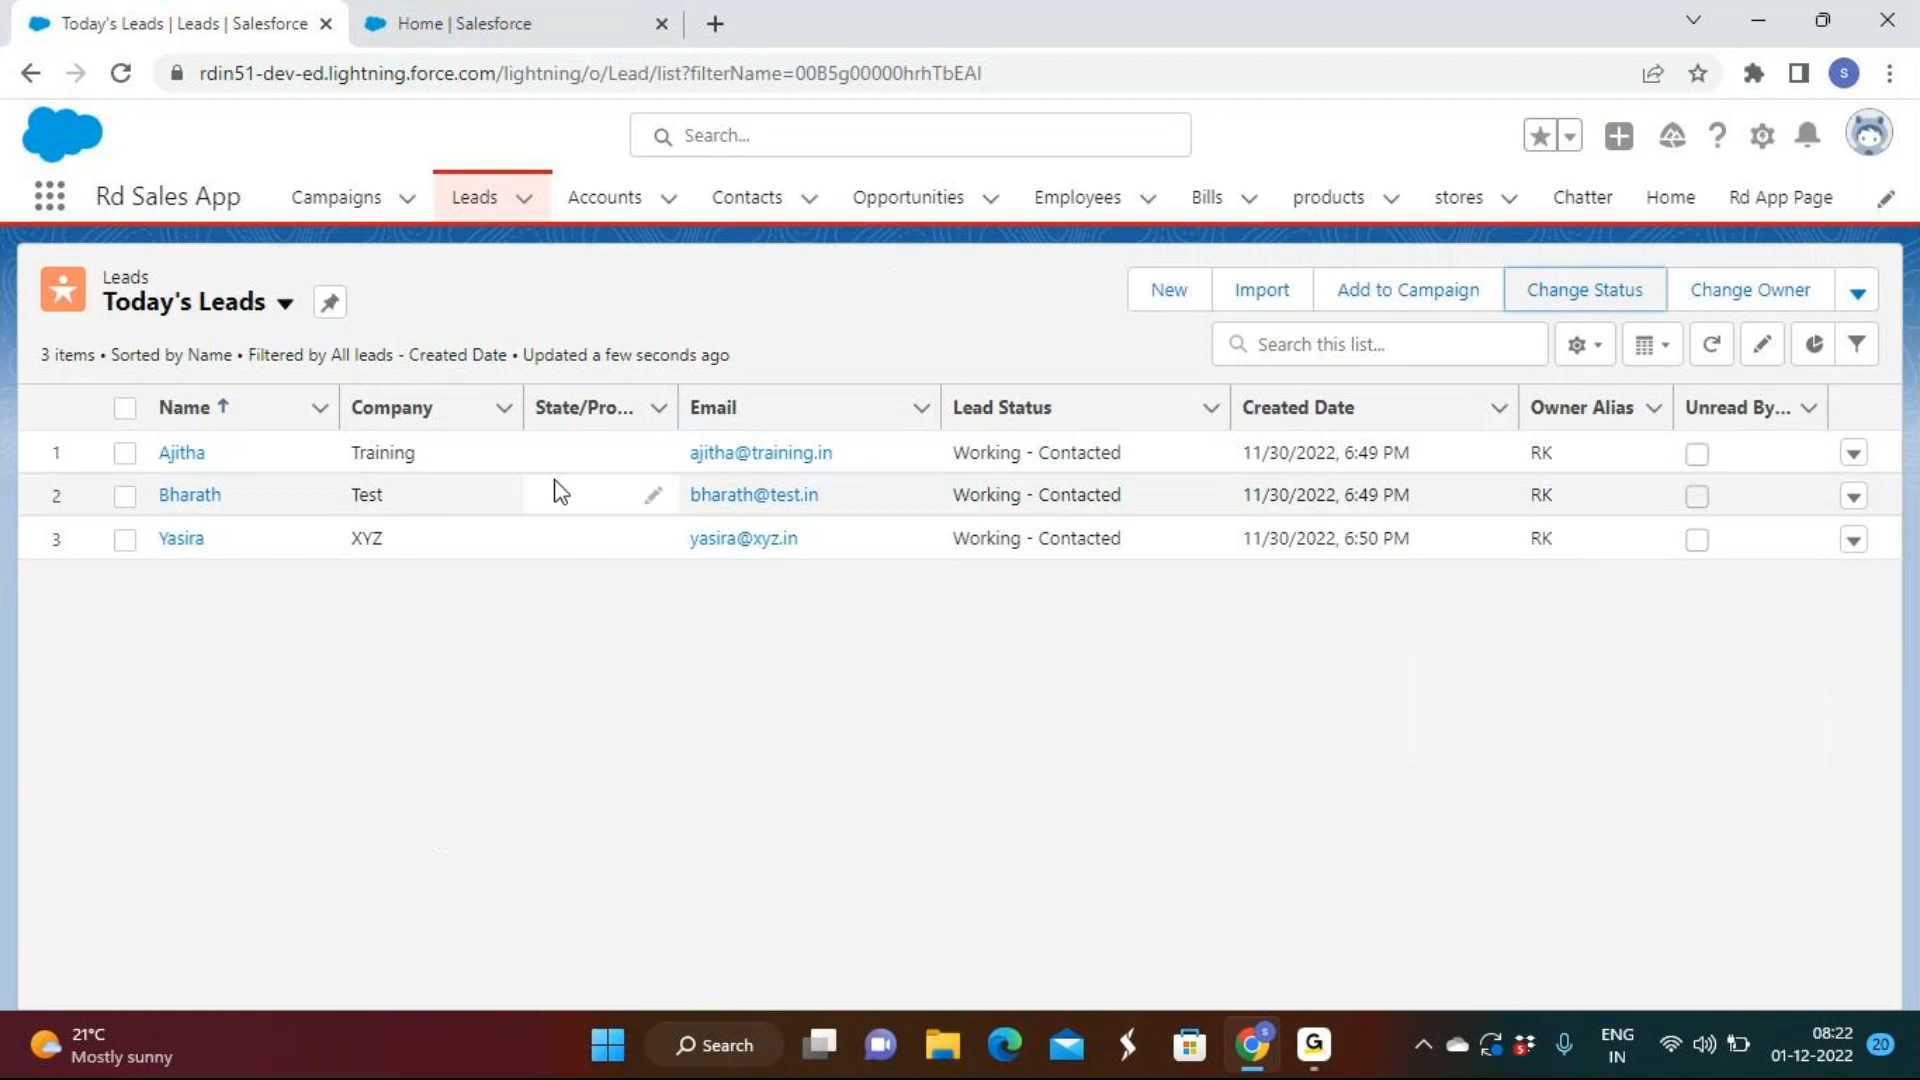 Today's Leads | Leads | Salesforce
Home | Salesforce
rdin51-dev-ed.lightning.force.com/lightning/o/Lead/list?filterName=00B5g00000hrhTbEAI
S
Search...
Rd Sales App
Campaigns
Leads
Accounts
Contacts
Opportunities
Employees
Bills
products
stores
Chatter
Home
Rd App Page
Leads
Today's Leads
New
Import
Add to Campaign
Change Status
Change Owner
3 items • Sorted by Name • Filtered by All leads - Created Date • Updated a few seconds ago
Search this list...
Name
Company
State/Pro...
Email
Lead Status
Created Date
Owner Alias
Unread By...
1 Ajitha Training ajitha@training.in Working - Contacted 11/30/2022, 6:49 PM RK
2 Bharath Test bharath@test.in Working - Contacted 11/30/2022, 6:49 PM RK
3 Yasira XYZ yasira@xyz.in Working - Contacted 11/30/2022, 6:50 PM RK
21°C
Mostly sunny
Search
S
G
ENG
IN
08:22
01-12-2022
20